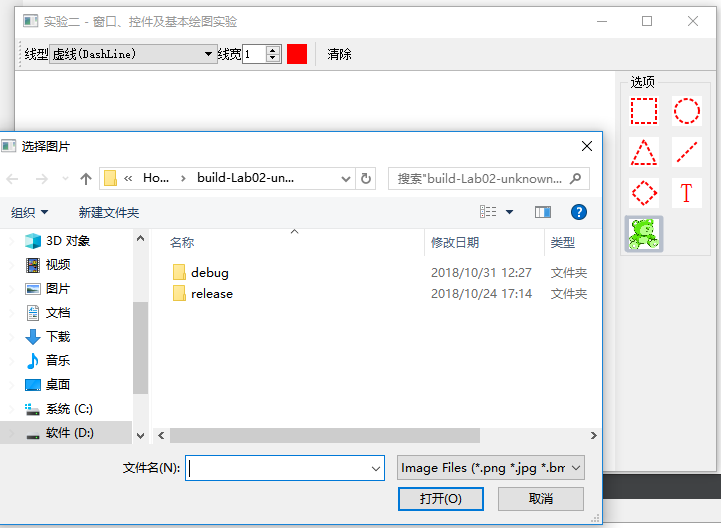 实验二 - 窗口、控件及基本绘图实验
线型 虚线(DashLine) 线宽 1 清除
选项
T
选择图片
« Ho... › build-Lab02-un... 搜索"build-Lab02-unknown...
组织 新建文件夹
名称 修改日期 类型
3D 对象
视频
图片
文档
下载
音乐
桌面
系统 (C:)
软件 (D:)
debug 2018/10/31 12:27 文件夹
release 2018/10/24 17:14 文件夹
文件名(N): Image Files (*.png *.jpg *.bm
打开(O) 取消